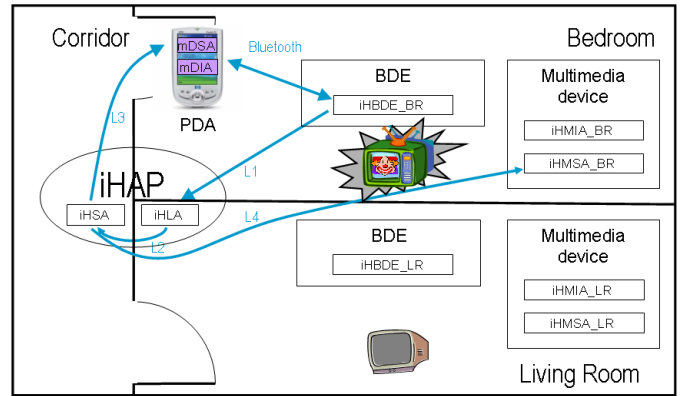 Corridor
mDSA
mDIA
PDA
Bluetooth
Bedroom
BDE
iHBDE_BR
Multimedia
device
iHMIA_BR
iHMSA_BR
L3
L1
iHAP
iHSA
iHLA
L2
L4
BDE
iHBDE_LR
Multimedia
device
iHMIA_LR
iHMSA_LR
Living Room